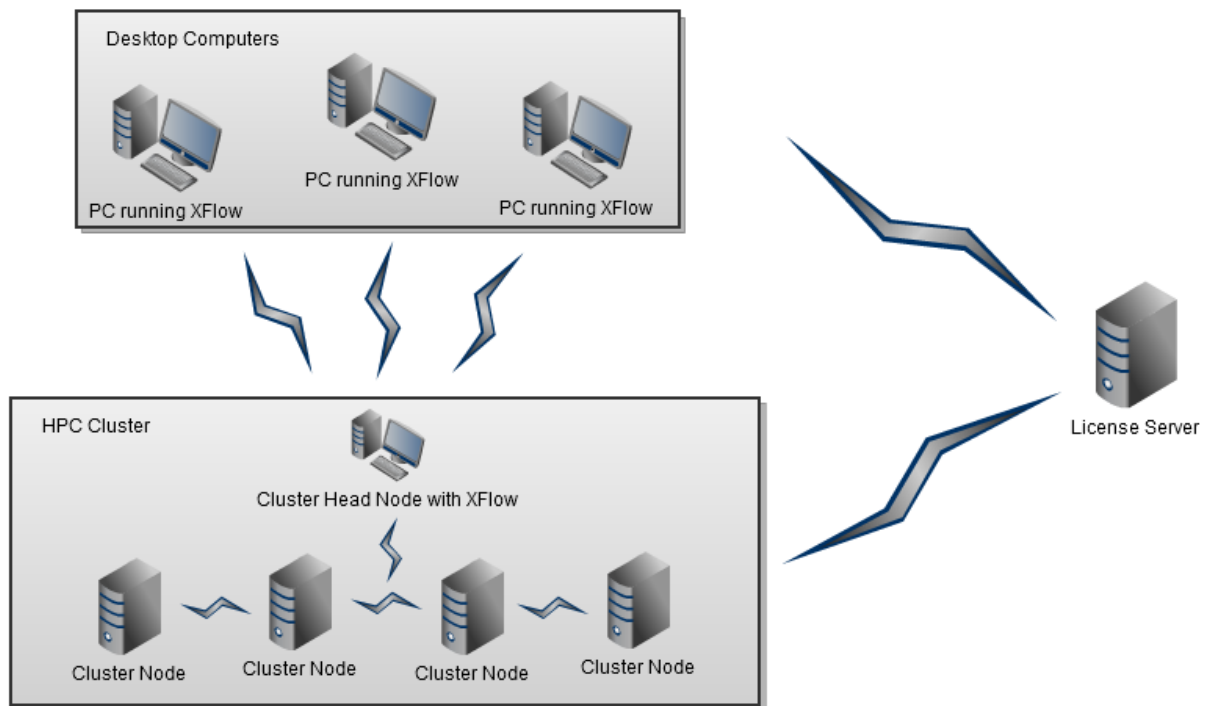 Desktop Computers
PC running XFlow
PC running XFlow
PC running XFlow
License Server
HPC Cluster
Cluster Head Node with XFlow
Cluster Node
Cluster Node
Cluster Node
Cluster Node